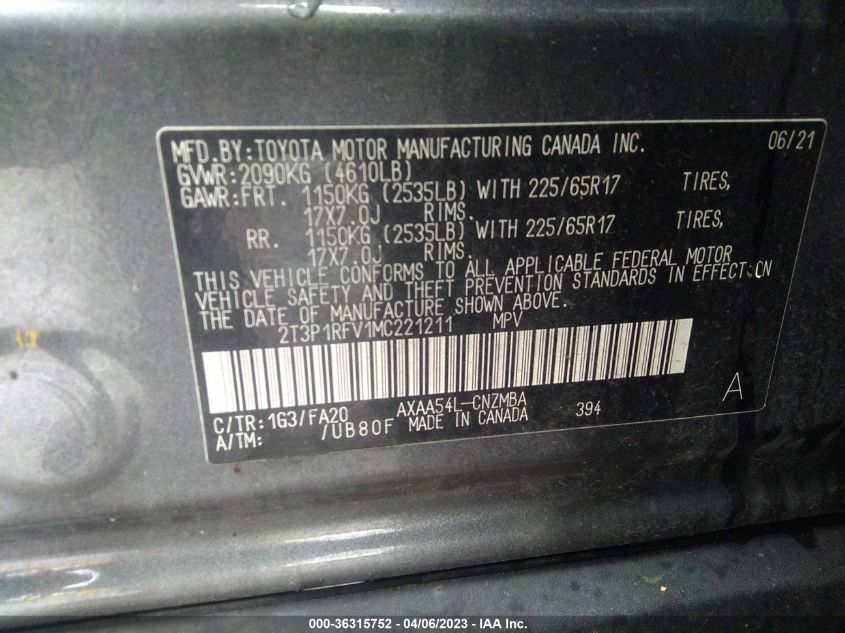 MFD.BY:TOYOTA MOTOR MANUFACTURING CANADA INC. 06/21
GVWR:2090KG (4610LB)
GAWR:FRT. 1150KG (2535LB) WITH 225/65R17 TIRES,
17X7.0J RIMS.
RR. 1150KG (2535LB) WITH 225/65R17 TIRES,
17X7.0J RIMS.
THIS VEHICLE CONFORMS TO ALL APPLICABLE FEDERAL MOTOR
VEHICLE SAFETY AND THEFT PREVENTION STANDARDS IN EFFECT ON
THE DATE OF MANUFACTURE SHOWN ABOVE.
2T3P1RFV1MC221211 MPV
A
C/TR:1G3/FA20 AXAA54L-CNZMBA 394
A/TM: /UB80F MADE IN CANADA
000-36315752 - 04/06/2023 - IAA Inc.